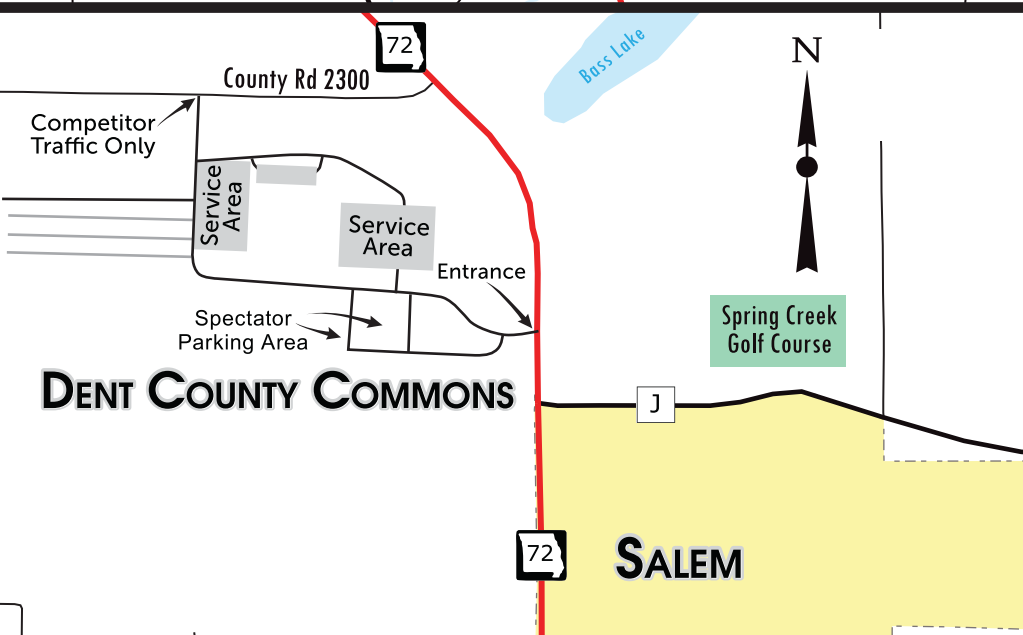 72
Bass Lake
N
County Rd 2300
Competitor
Traffic Only
Service
Area
Service
Area
Entrance
Spectator
Parking Area
Spring Creek
Golf Course
DENT COUNTY COMMONS
J
72
SALEM